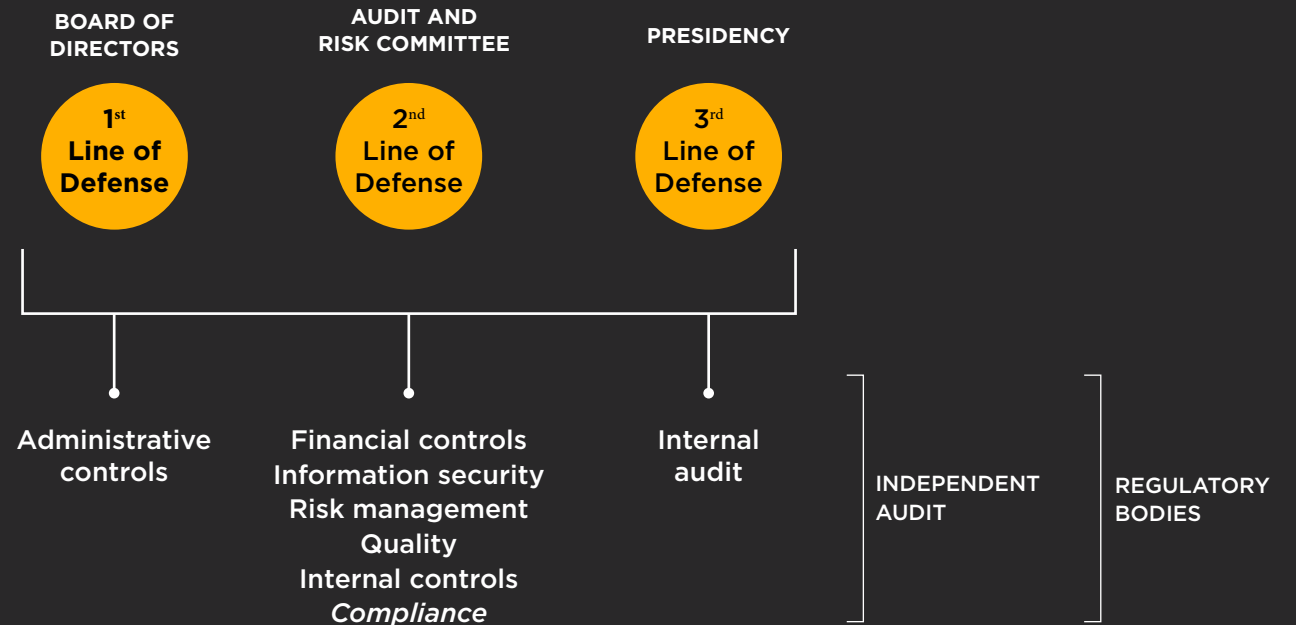 BOARD OF
DIRECTORS
AUDIT AND
RISK COMMITTEE
PRESIDENCY
1st
Line of
Defense
2nd
Line of
Defense
3rd
Line of
Defense
Administrative
controls
Financial controls
Information security
Risk management
Quality
Internal controls
Compliance
Internal
audit
INDEPENDENT
AUDIT
REGULATORY
BODIES